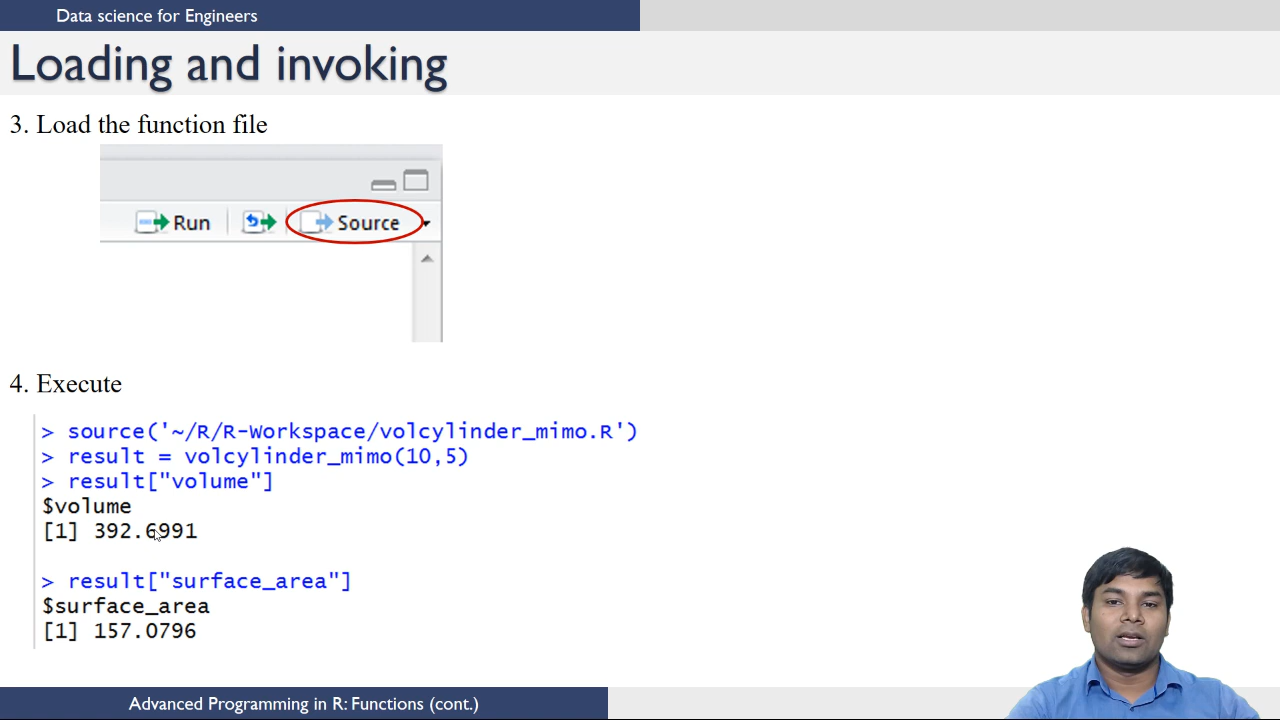 Data science for Engineers
Loading and invoking
3. Load the function file
Run
Source
4. Execute
> source('~/R/R-Workspace/volcylinder_mimo.R')
> result = volcylinder_mimo(10,5)
> result["volume"]
$volume
[1] 392.6991
> result["surface_area"]
$surface_area
[1] 157.0796
Advanced Programming in R: Functions (cont.)